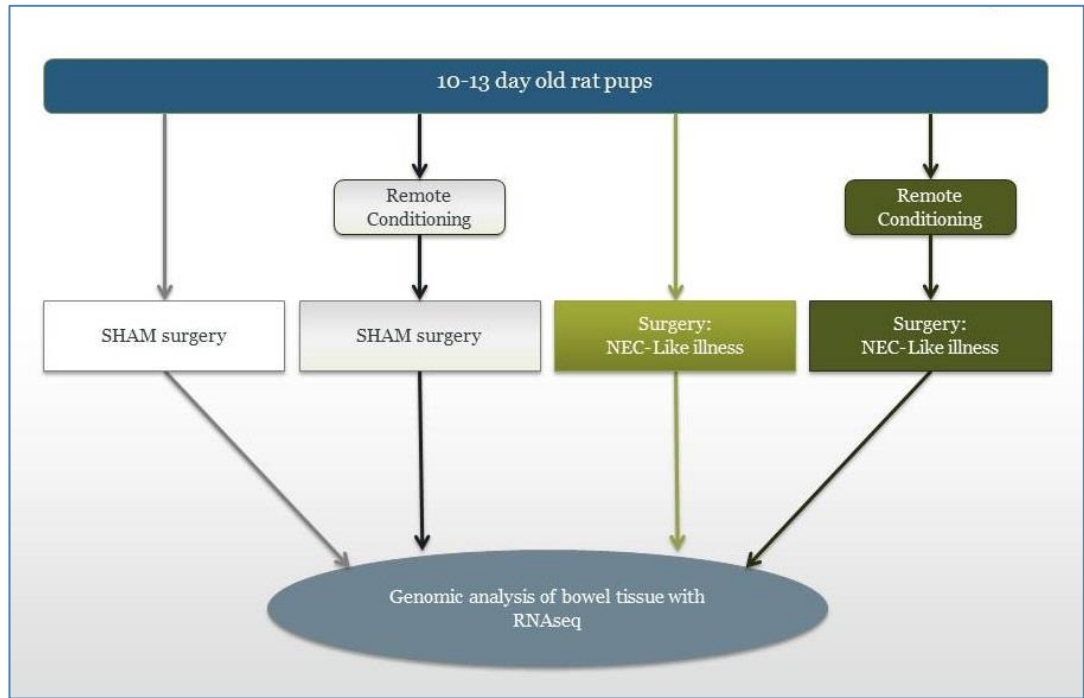 10-13 day old rat pups
Remote
Conditioning
Remote
Conditioning
SHAM surgery
SHAM surgery
Surgery:
NEC-Like illness
Surgery:
NEC-Like illness
Genomic analysis of bowel tissue with
RNAseq